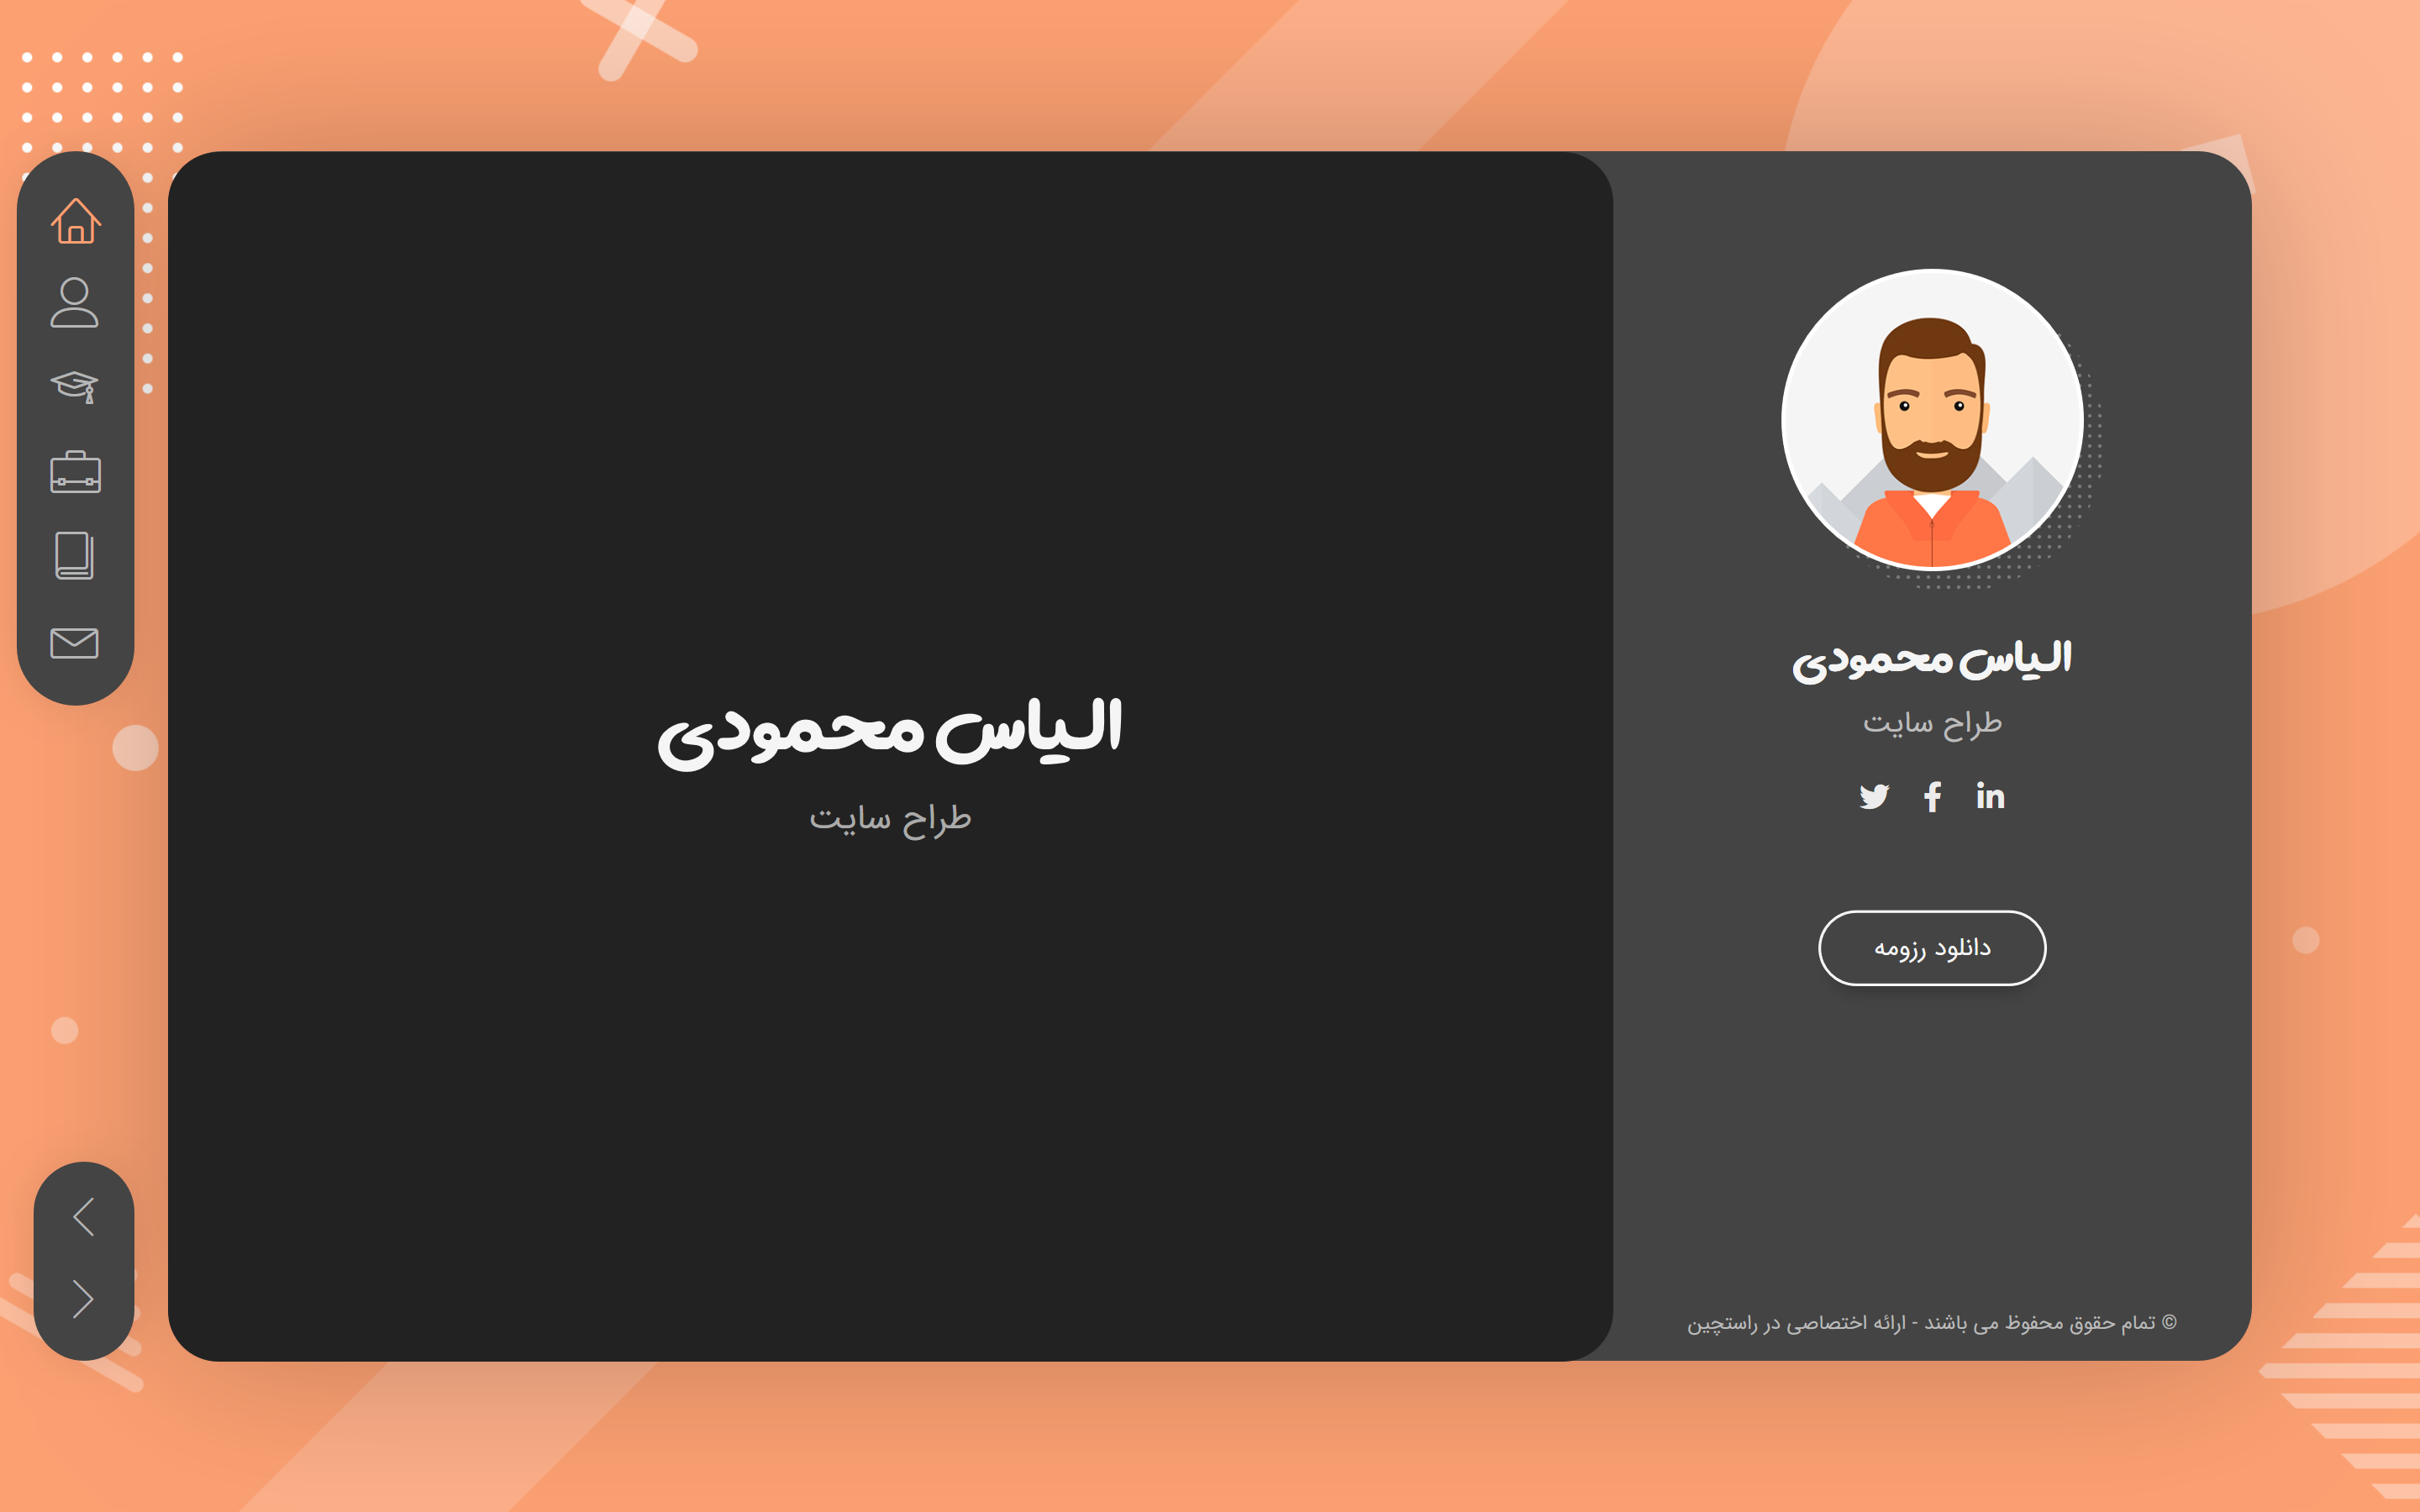 الیاس محمودی
طراح سایت
دانلود رزومه
© تمام حقوق محفوظ می باشند - ارائه اختصاصی در راستچین
الیاس محمودی
طراح سایت